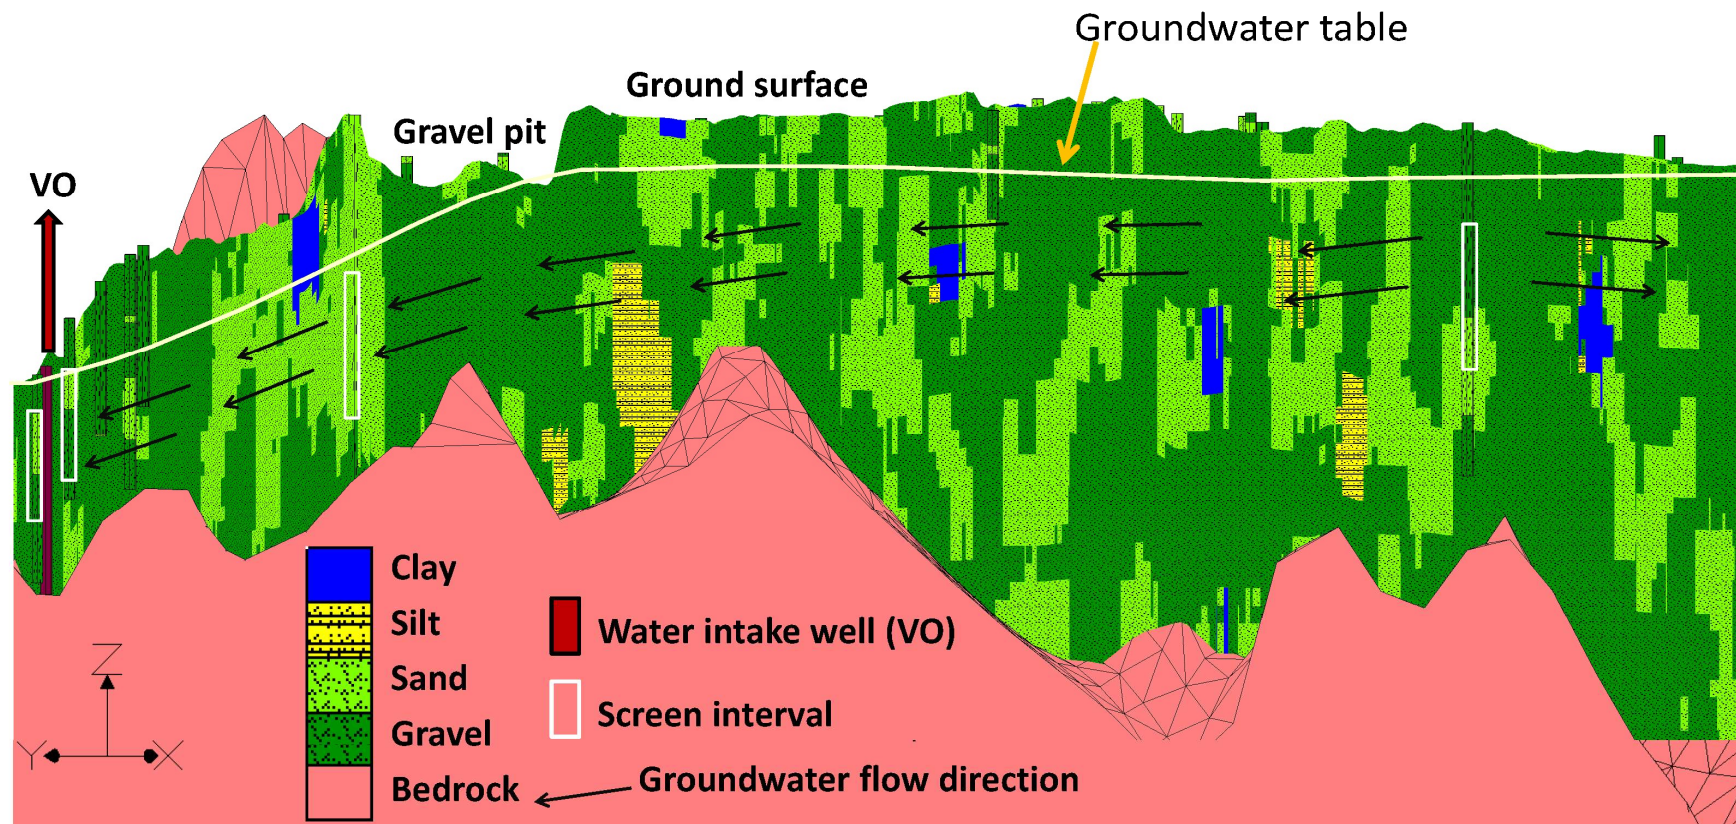 Groundwater table
Ground surface
Gravel pit
VO
Clay
Silt
Water intake well (VO)
Sand
Screen interval
Gravel
Z
Y X
Groundwater flow direction
Bedrock